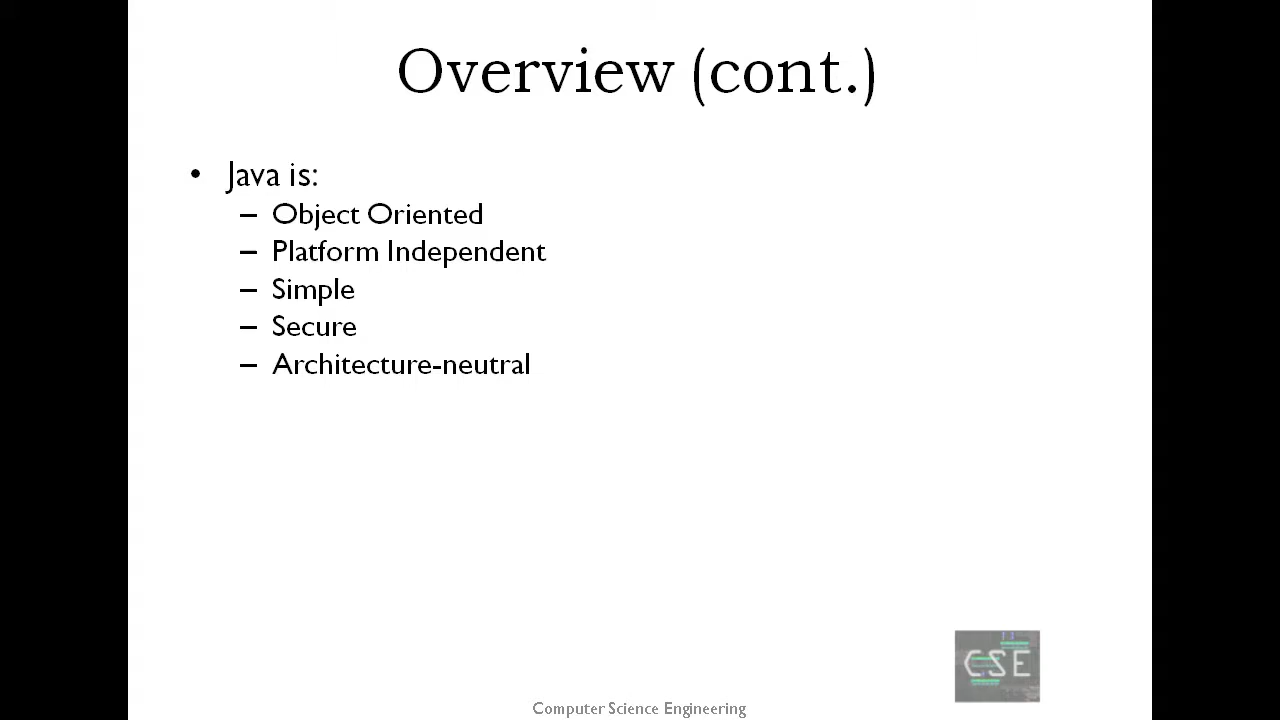 Overview (cont.)
• Java is:
– Object Oriented
– Platform Independent
– Simple
– Secure
– Architecture-neutral
CSE
Computer Science Engineering